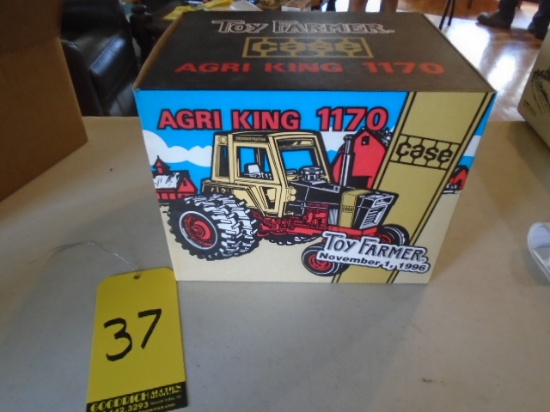 TOY FARMER
case
AGRI KING 1170
AGRI KING 1170
case
TOY FARMER
November 1, 1996
37
GOODRICH